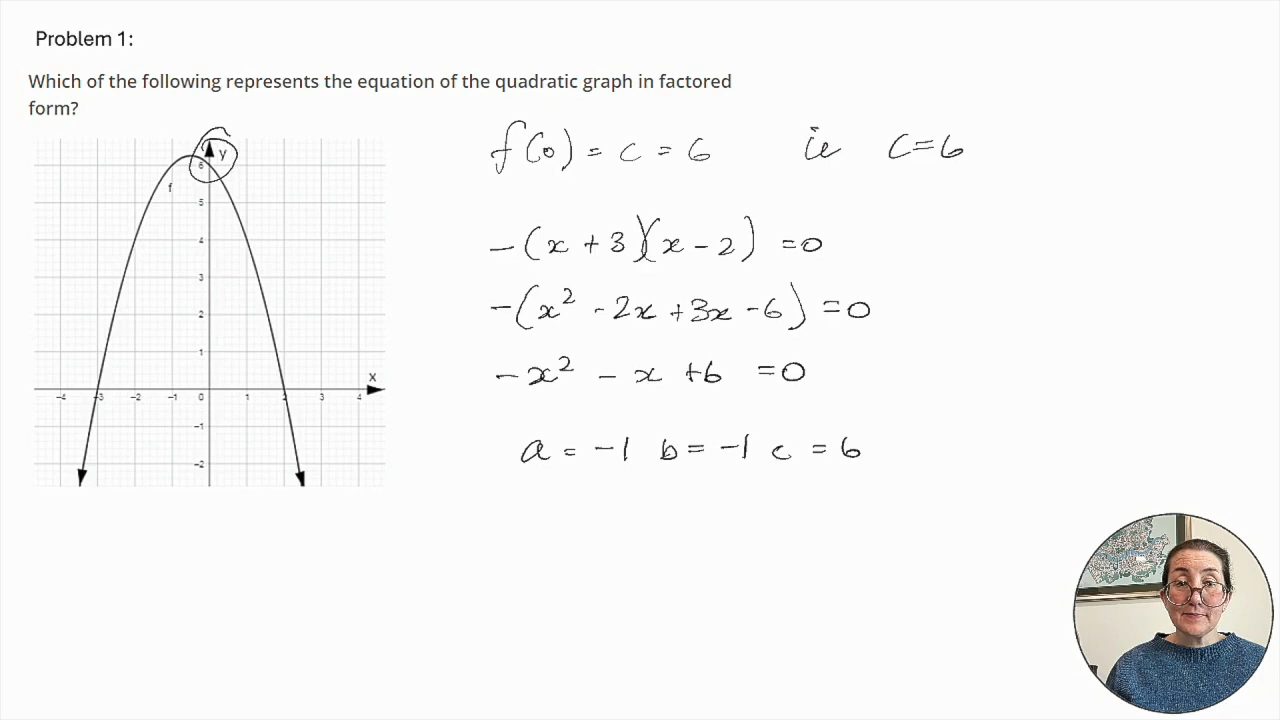 Problem 1:
Which of the following represents the equation of the quadratic graph in factored
form?
y
6
f
5
4
3
2
1
x
-4 -3 -2 -1 0 1 2 3 4
-1
-2
f(0) = c = 6 ie c=6
-(x + 3)(x - 2) =0
-(x² - 2x + 3x - 6) =0
-x² - x + 6 =0
a = -1 b = -1 c = 6